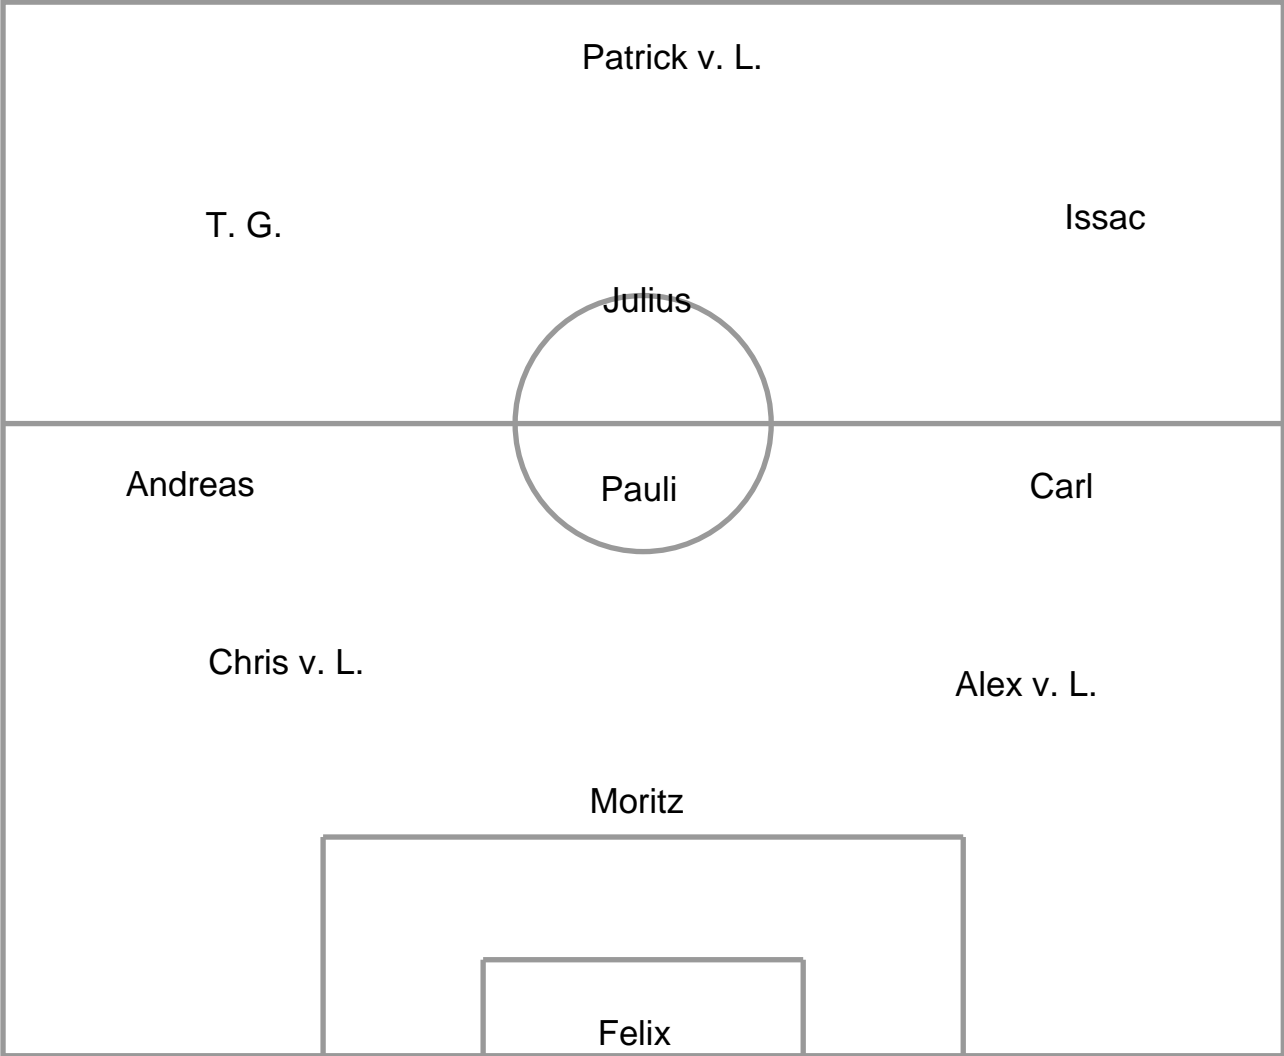 Patrick v. L.
T. G.
Issac
Julius
Andreas
Pauli
Carl
Chris v. L.
Alex v. L.
Moritz
Felix